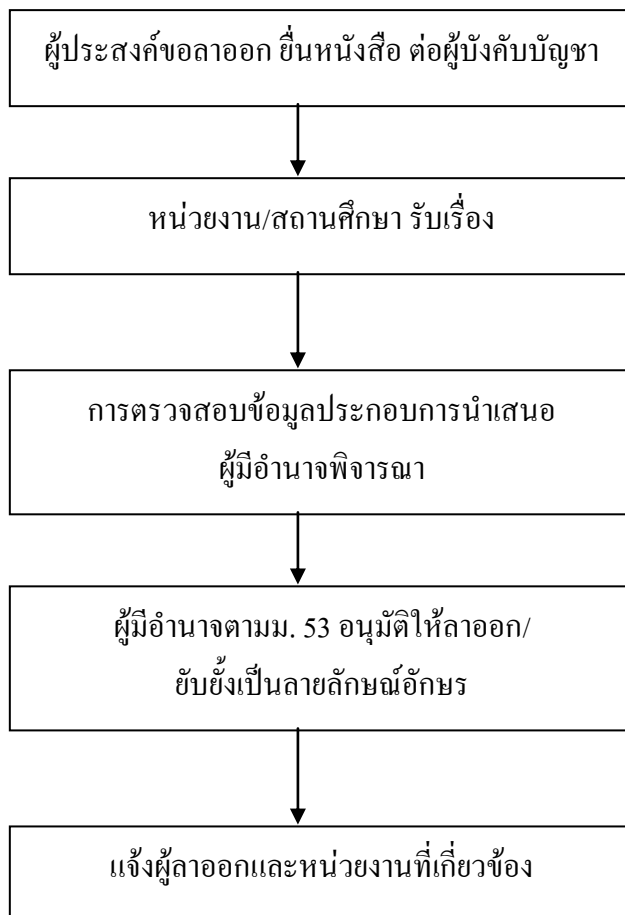 ผู้ประสงค์ขอลาออก ยื่นหนังสือ ต่อผู้บังคับบัญชา
หน่วยงาน/สถานศึกษา รับเรื่อง
การตรวจสอบข้อมูลประกอบการนำเสนอ
ผู้มีอำนาจพิจารณา
ผู้มีอำนาจตามม. 53 อนุมัติให้ลาออก/
ยับยั้งเป็นลายลักษณ์อักษร
แจ้งผู้ลาออกและหน่วยงานที่เกี่ยวข้อง